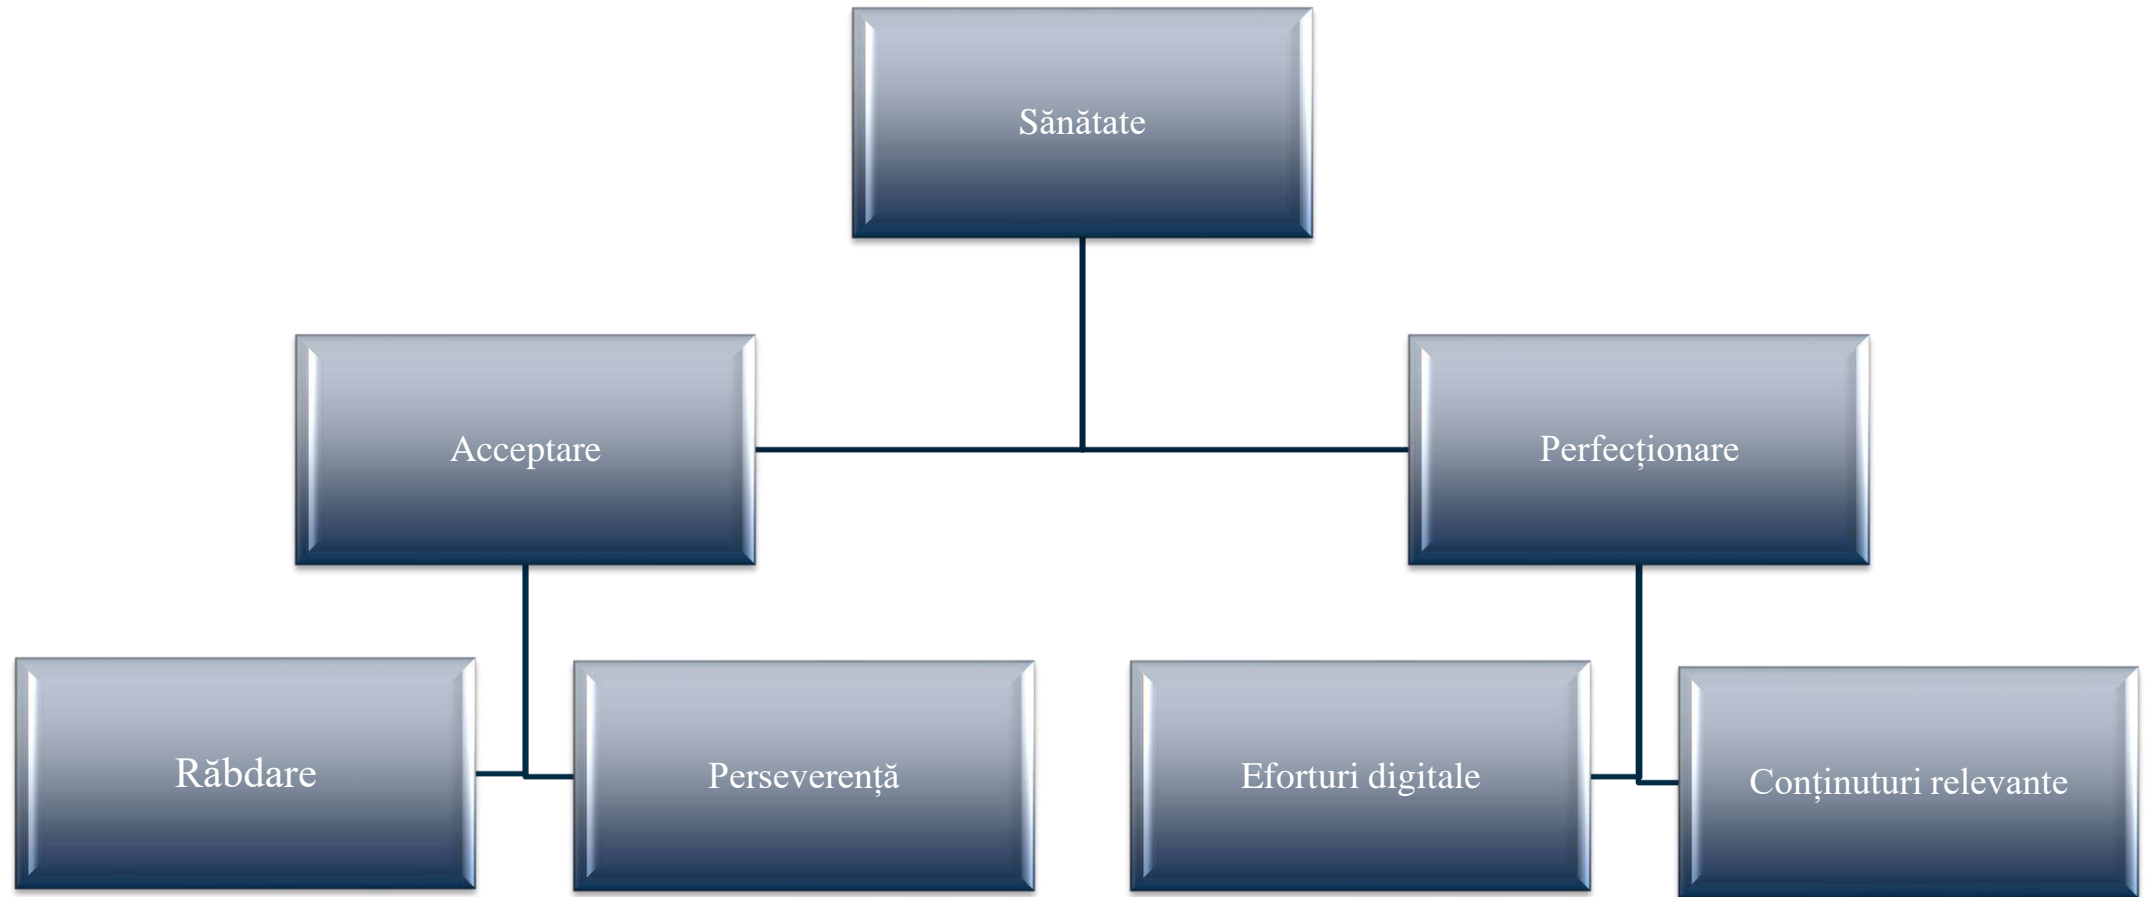 Sănătate
Acceptare
Perfecționare
Răbdare
Perseverență
Eforturi digitale
Conținuturi relevante